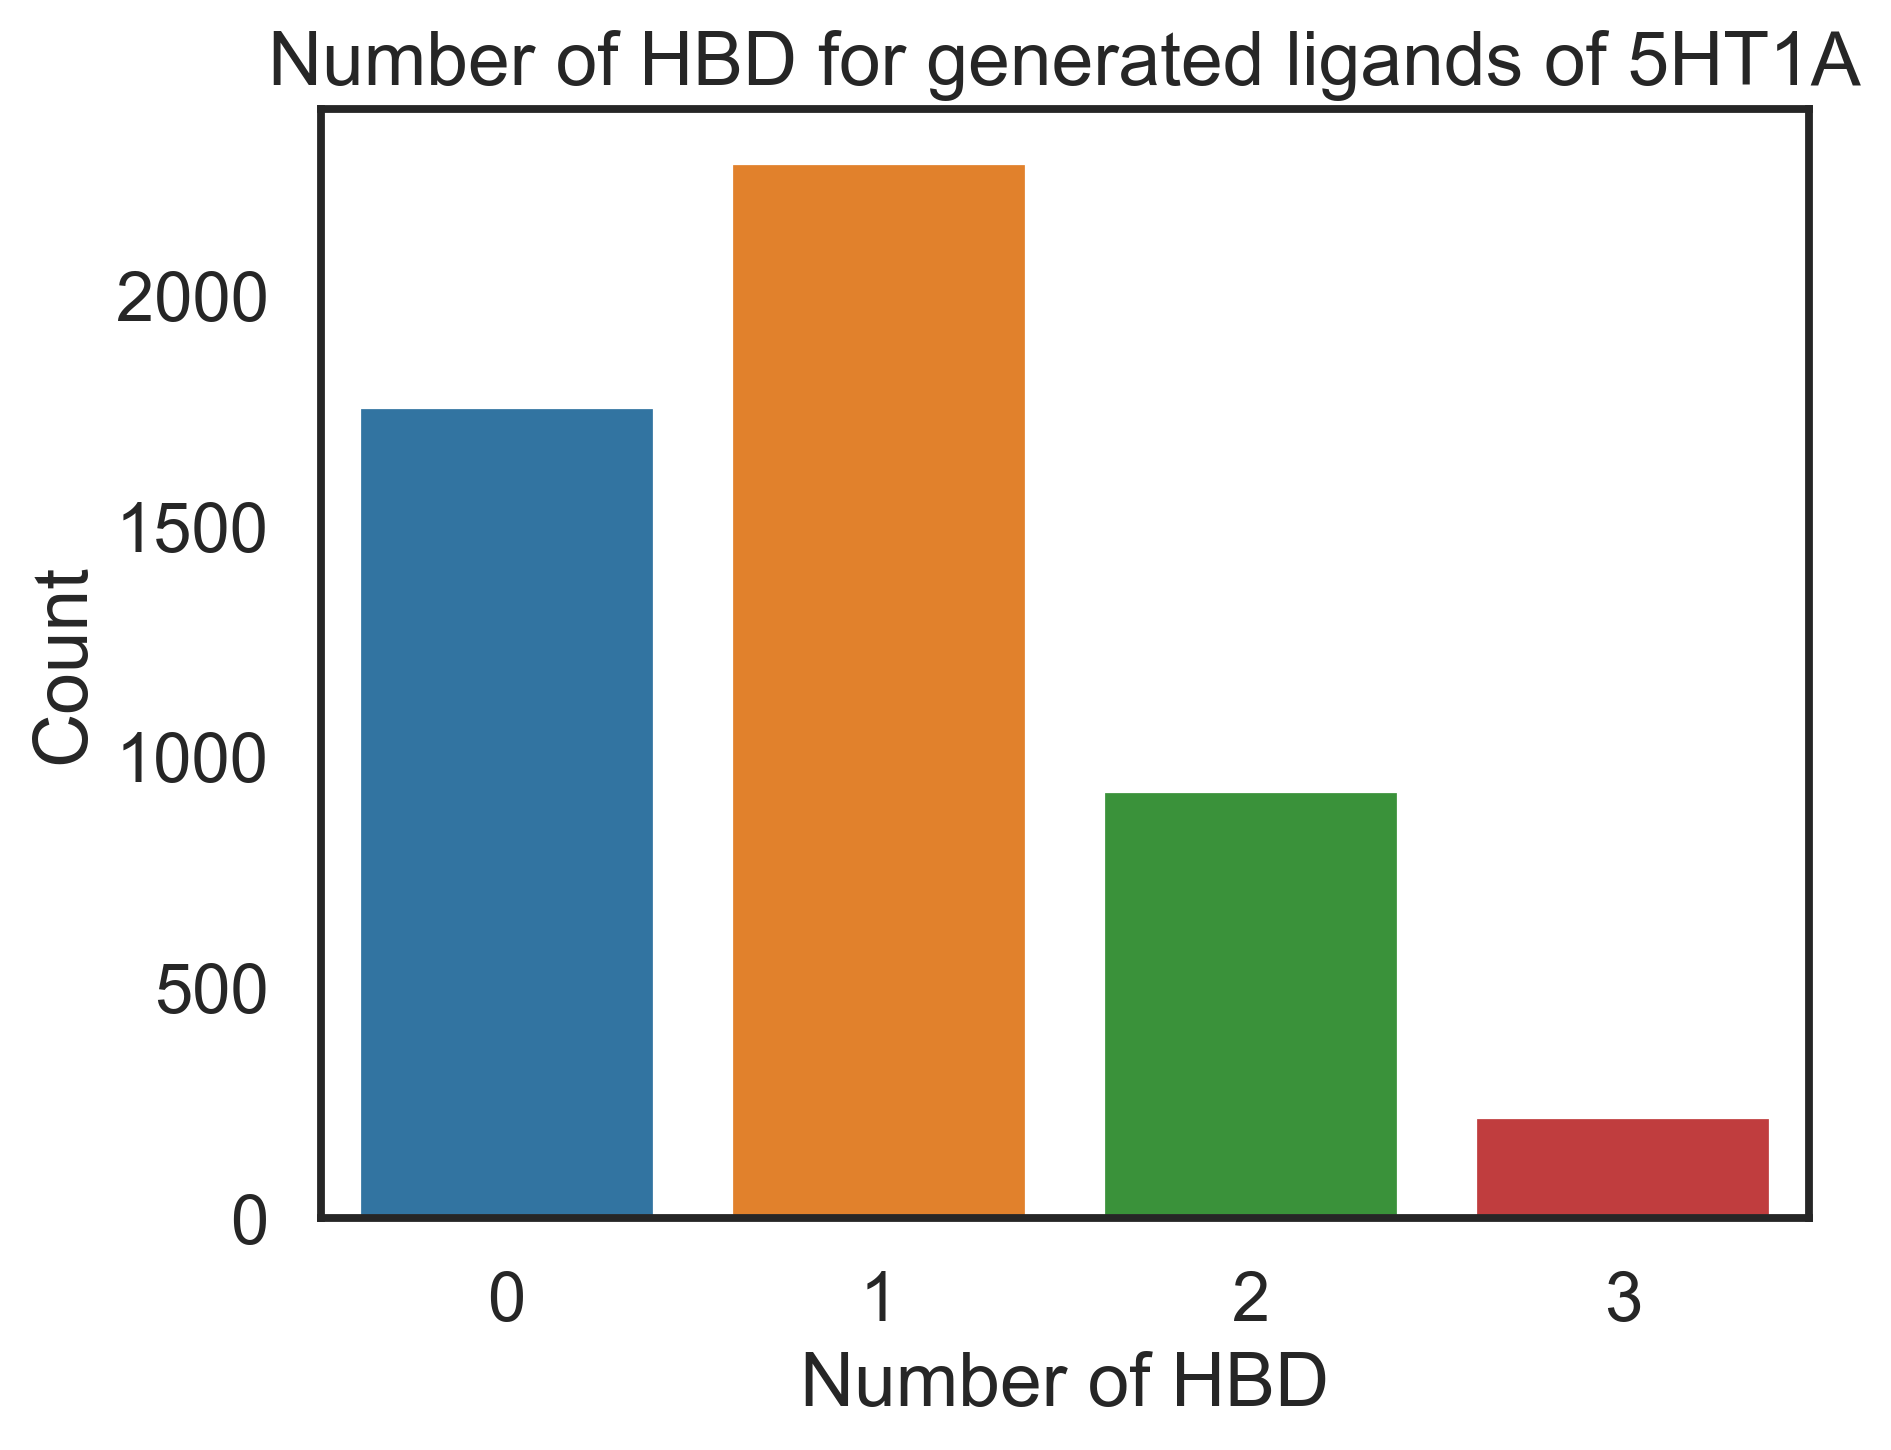 Number of HBD for generated ligands of 5HT1A
2000
1500
1000
500
0
Count
0 1 2 3
Number of HBD